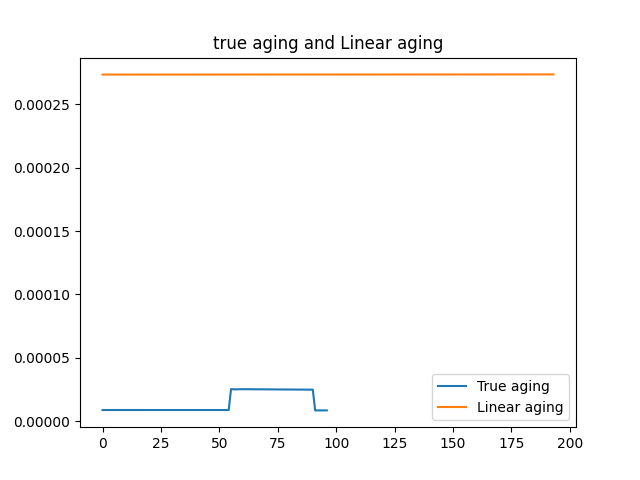 true aging and Linear aging
0.00025
0.00020
0.00015
0.00010
0.00005
0.00000
True aging
Linear aging
0 25 50 75 100 125 150 175 200